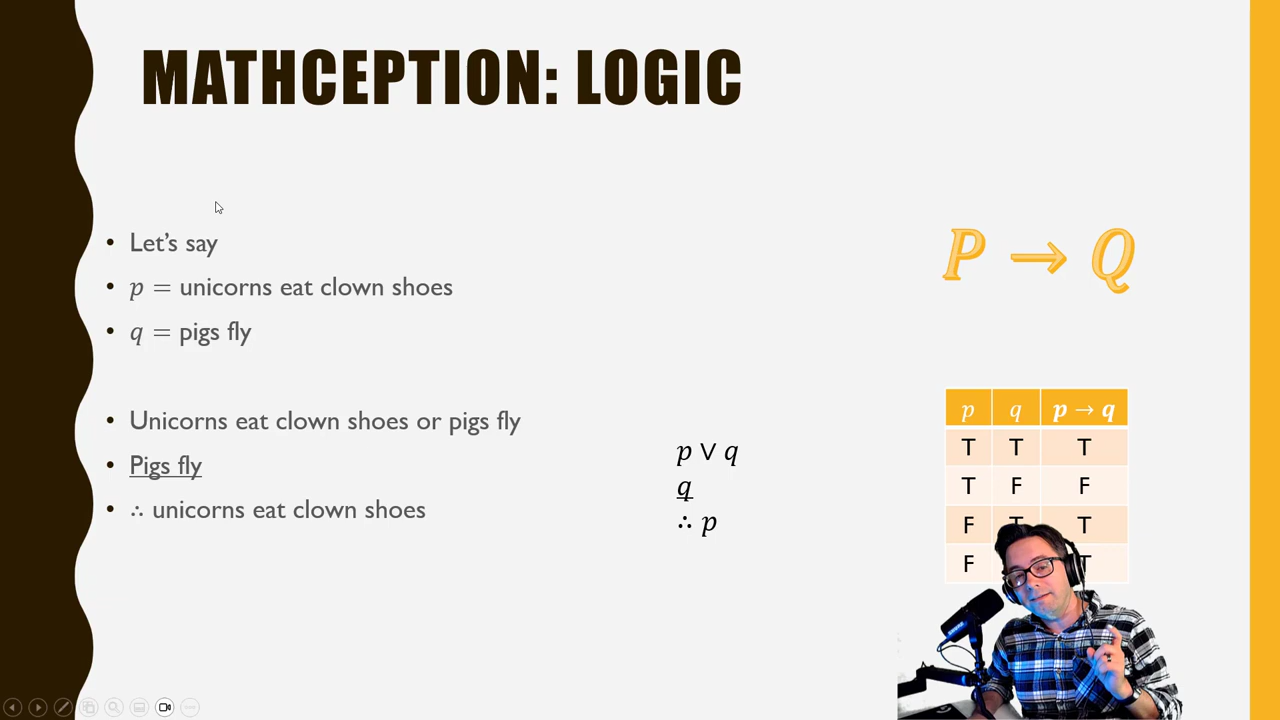 MATHCEPTION: LOGIC
• Let's say
• p = unicorns eat clown shoes
• q = pigs fly
• Unicorns eat clown shoes or pigs fly
• Pigs fly
• ∴ unicorns eat clown shoes
p ∨ q
q
∴ p
P → Q
p q p → q
T T T
T F F
F T T
F T